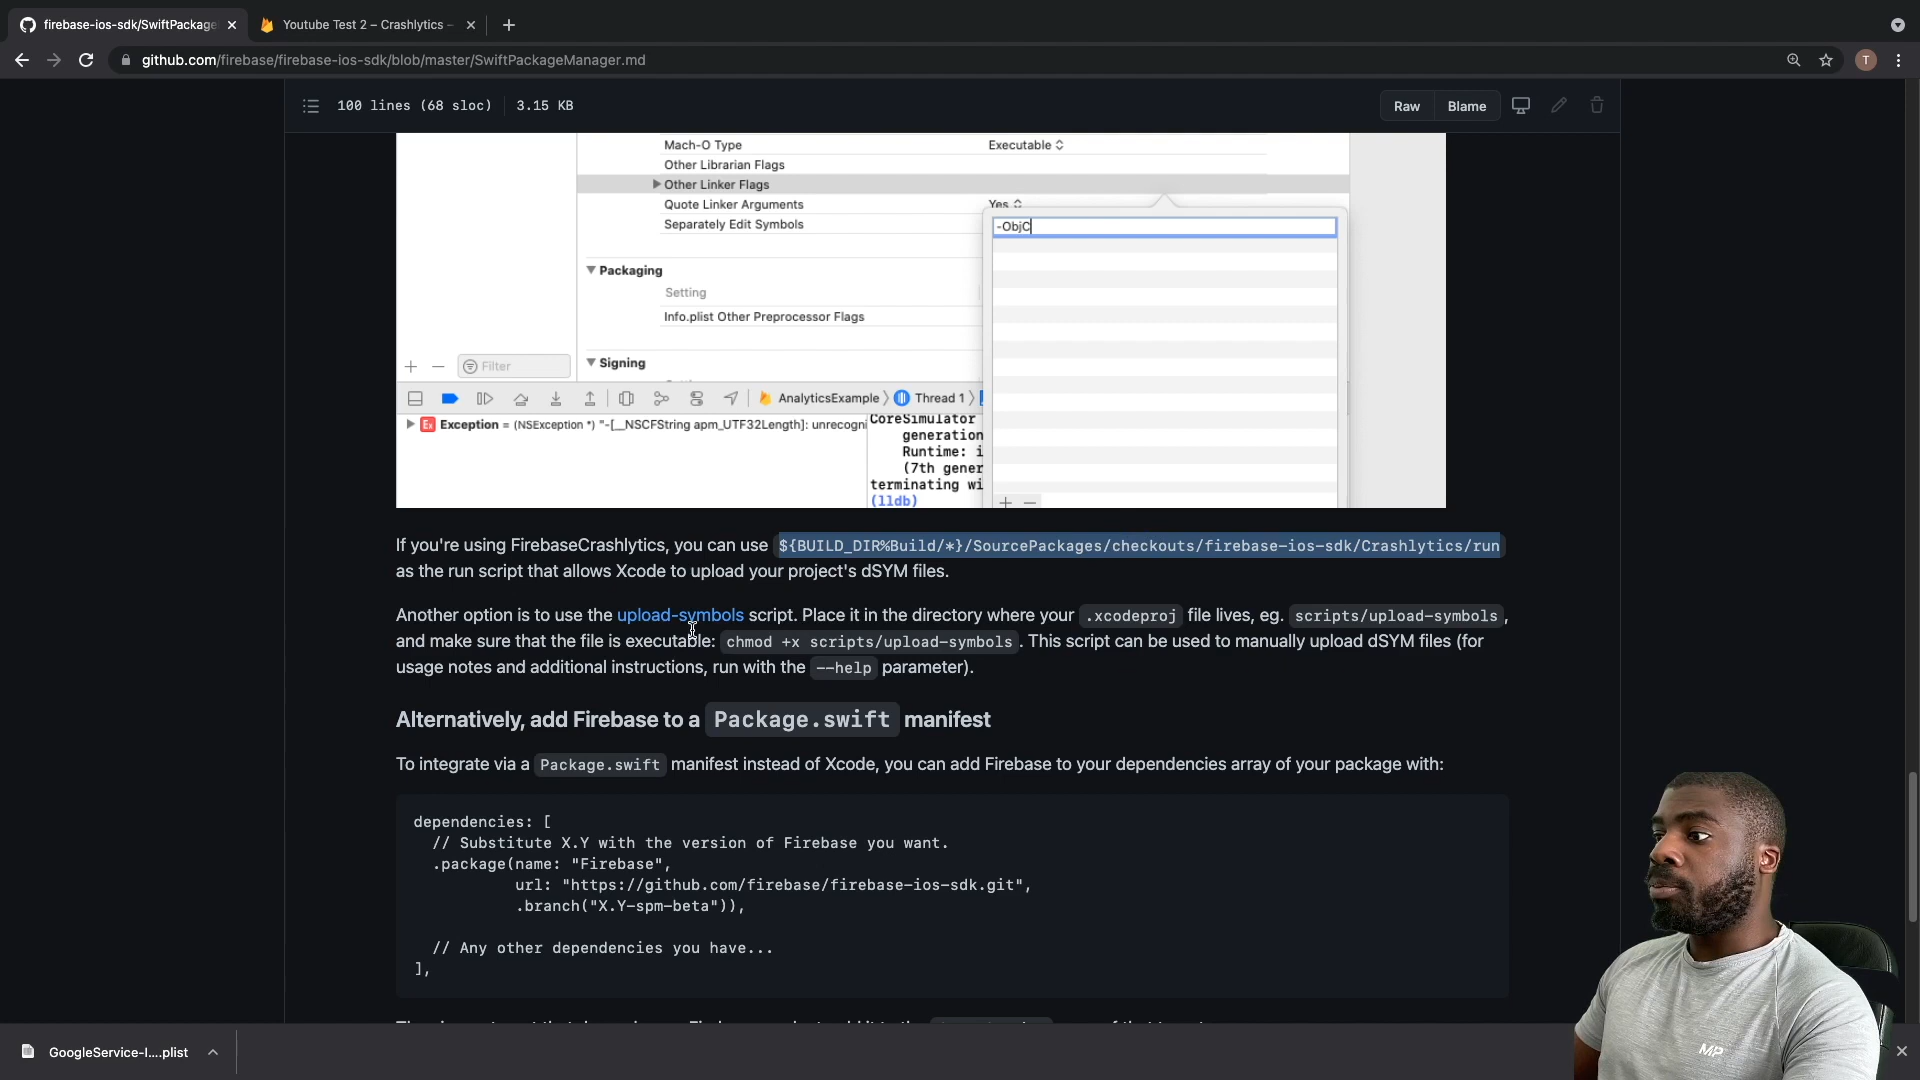 firebase-ios-sdk/SwiftPackage
Youtube Test 2 – Crashlytics –
github.com/firebase/firebase-ios-sdk/blob/master/SwiftPackageManager.md
T
100 lines (68 sloc) 3.15 KB
Raw Blame
Mach-O Type Executable
Other Librarian Flags
Other Linker Flags
Quote Linker Arguments Yes
Separately Edit Symbols
-ObjC
Packaging
Setting
Info.plist Other Preprocessor Flags
Signing
Filter
AnalyticsExample Thread 1
Exception = (NSException *) "-[__NSCFString apm_UTF32Length]: unrecogni
CoreSimulator
generation
Runtime: i
(7th gener
terminating wi
(lldb)
If you're using FirebaseCrashlytics, you can use ${BUILD_DIR%Build/*}/SourcePackages/checkouts/firebase-ios-sdk/Crashlytics/run
as the run script that allows Xcode to upload your project's dSYM files.
Another option is to use the upload-symbols script. Place it in the directory where your .xcodeproj file lives, eg. scripts/upload-symbols,
and make sure that the file is executable: chmod +x scripts/upload-symbols. This script can be used to manually upload dSYM files (for
usage notes and additional instructions, run with the --help parameter).
Alternatively, add Firebase to a Package.swift manifest
To integrate via a Package.swift manifest instead of Xcode, you can add Firebase to your dependencies array of your package with:
dependencies: [
// Substitute X.Y with the version of Firebase you want.
.package(name: "Firebase",
url: "https://github.com/firebase/firebase-ios-sdk.git",
.branch("X.Y-spm-beta")),
// Any other dependencies you have...
],
GoogleService-I....plist
MP